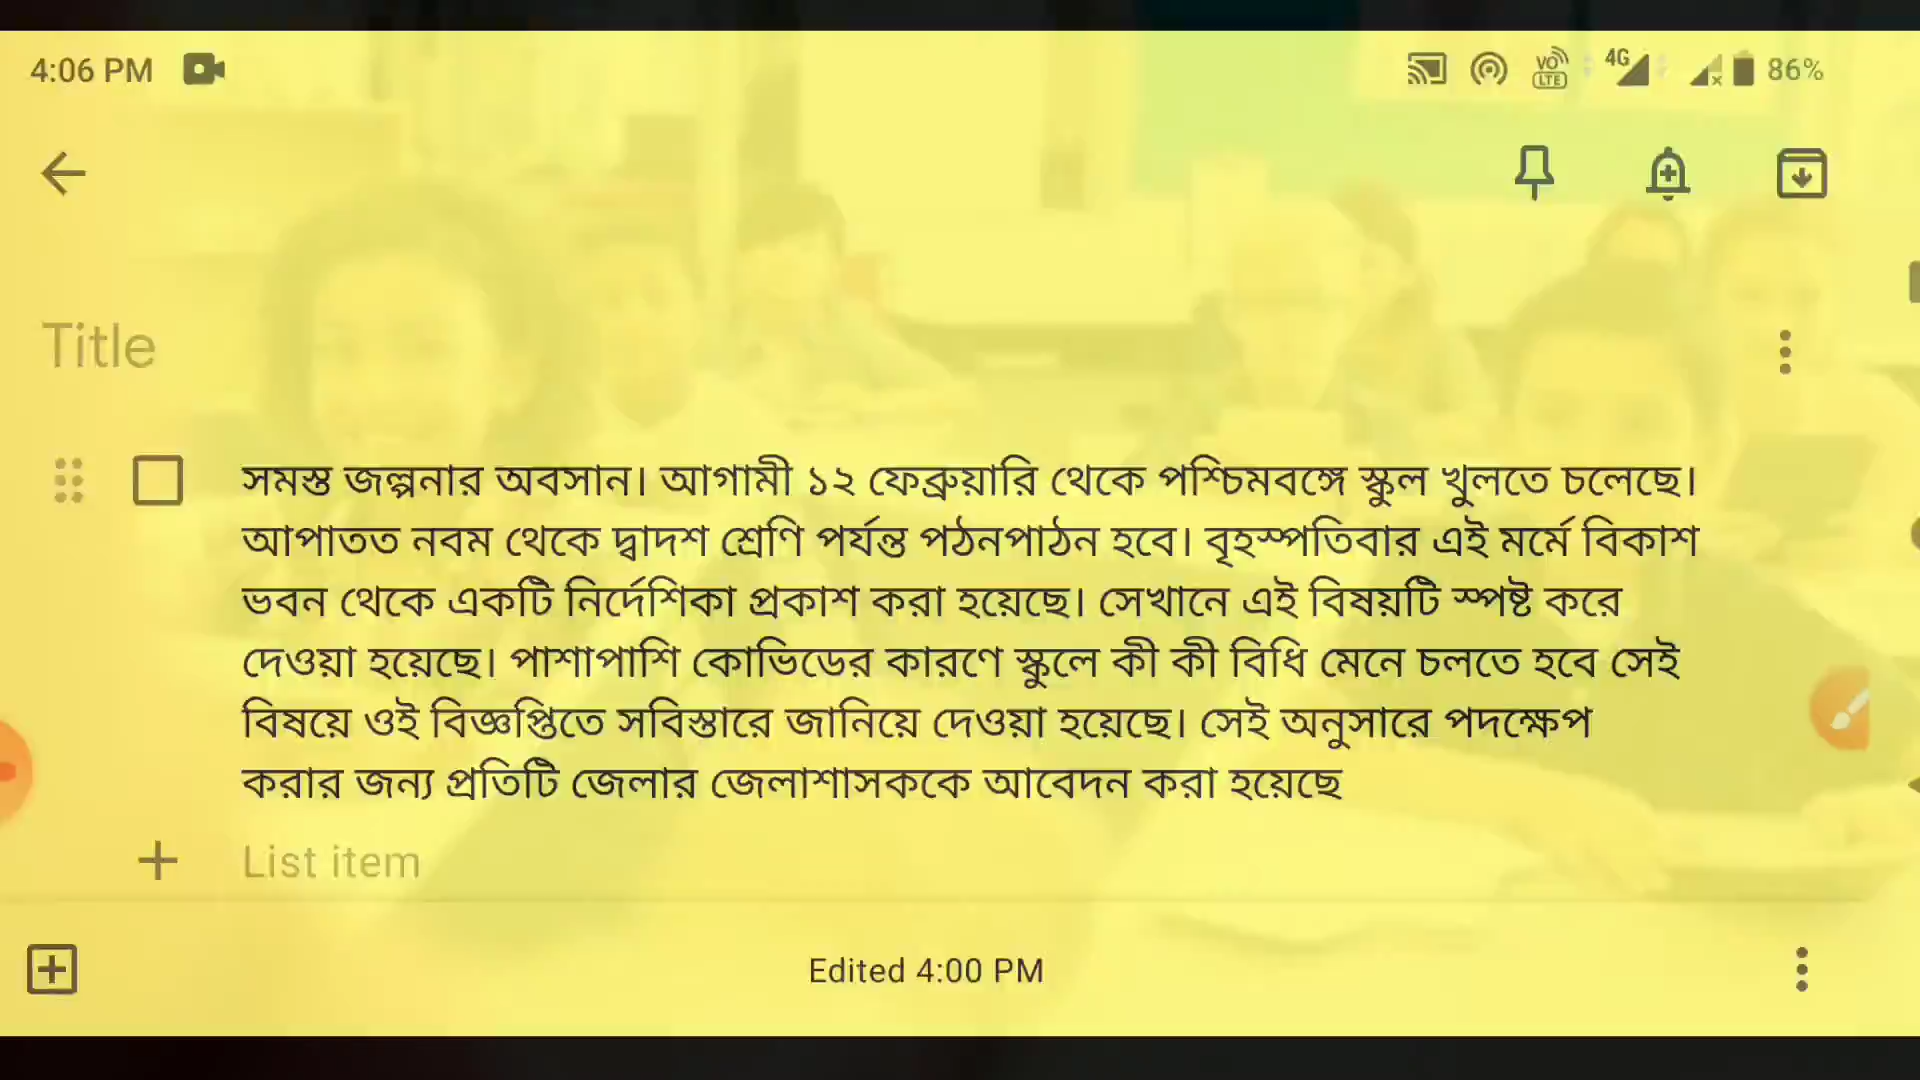 4:06 PM
VO LTE 4G 86%
Title
সমস্ত জল্পনার অবসান। আগামী ১২ ফেব্রুয়ারি থেকে পশ্চিমবঙ্গে স্কুল খুলতে চলেছে।
আপাতত নবম থেকে দ্বাদশ শ্রেণি পর্যন্ত পঠনপাঠন হবে। বৃহস্পতিবার এই মর্মে বিকাশ
ভবন থেকে একটি নির্দেশিকা প্রকাশ করা হয়েছে। সেখানে এই বিষয়টি স্পষ্ট করে
দেওয়া হয়েছে। পাশাপাশি কোভিডের কারণে স্কুলে কী কী বিধি মেনে চলতে হবে সেই
বিষয়ে ওই বিজ্ঞপ্তিতে সবিস্তারে জানিয়ে দেওয়া হয়েছে। সেই অনুসারে পদক্ষেপ
করার জন্য প্রতিটি জেলার জেলাশাসককে আবেদন করা হয়েছে
List item
Edited 4:00 PM